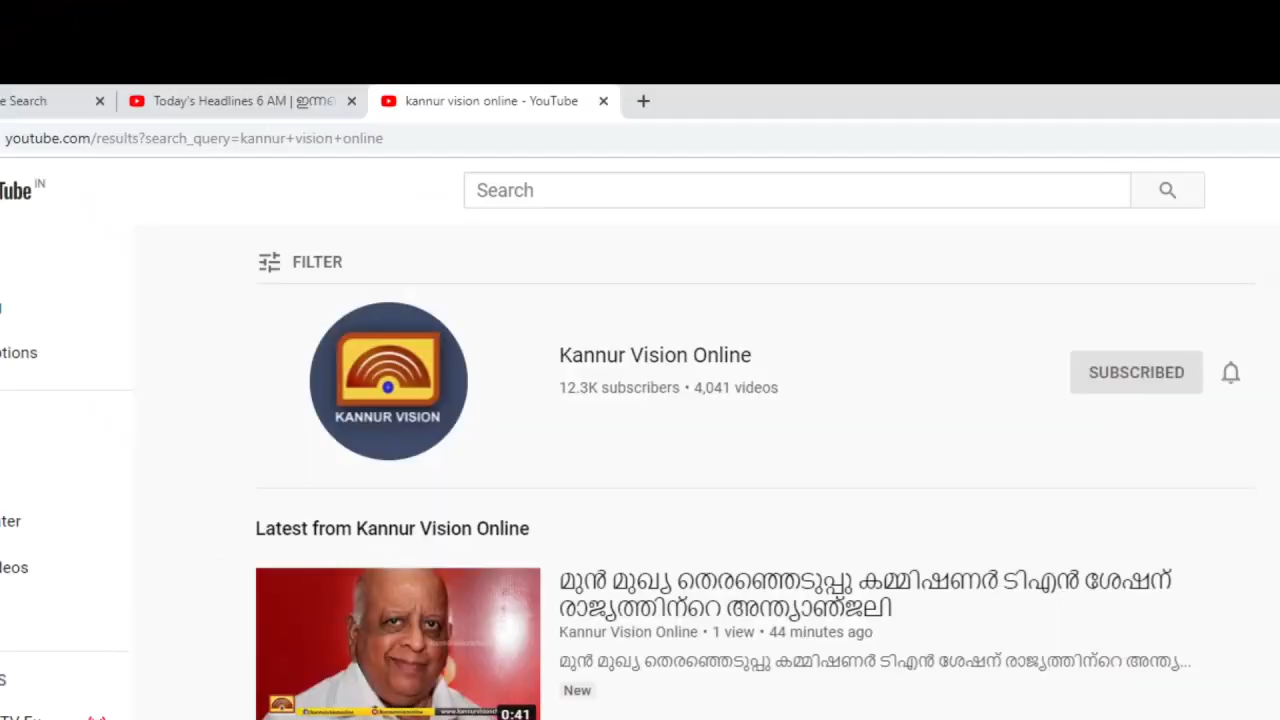 e Search
Today's Headlines 6 AM | ഇന്നത്
kannur vision online - YouTube
youtube.com/results?search_query=kannur+vision+online
Tube IN
Search
FILTER
KANNUR VISION
Kannur Vision Online
12.3K subscribers • 4,041 videos
SUBSCRIBED
otions
Latest from Kannur Vision Online
ter
leos
മുൻ മുഖ്യ തെരഞ്ഞെടുപ്പു കമ്മിഷണർ ടിഎൻ ശേഷന്
രാജ്യത്തിന്റെ അന്ത്യാഞ്ജലി
Kannur Vision Online • 1 view • 44 minutes ago
മുൻ മുഖ്യ തെരഞ്ഞെടുപ്പു കമ്മിഷണർ ടിഎൻ ശേഷന് രാജ്യത്തിന്റെ അന്ത്യ...
New
0:41
S